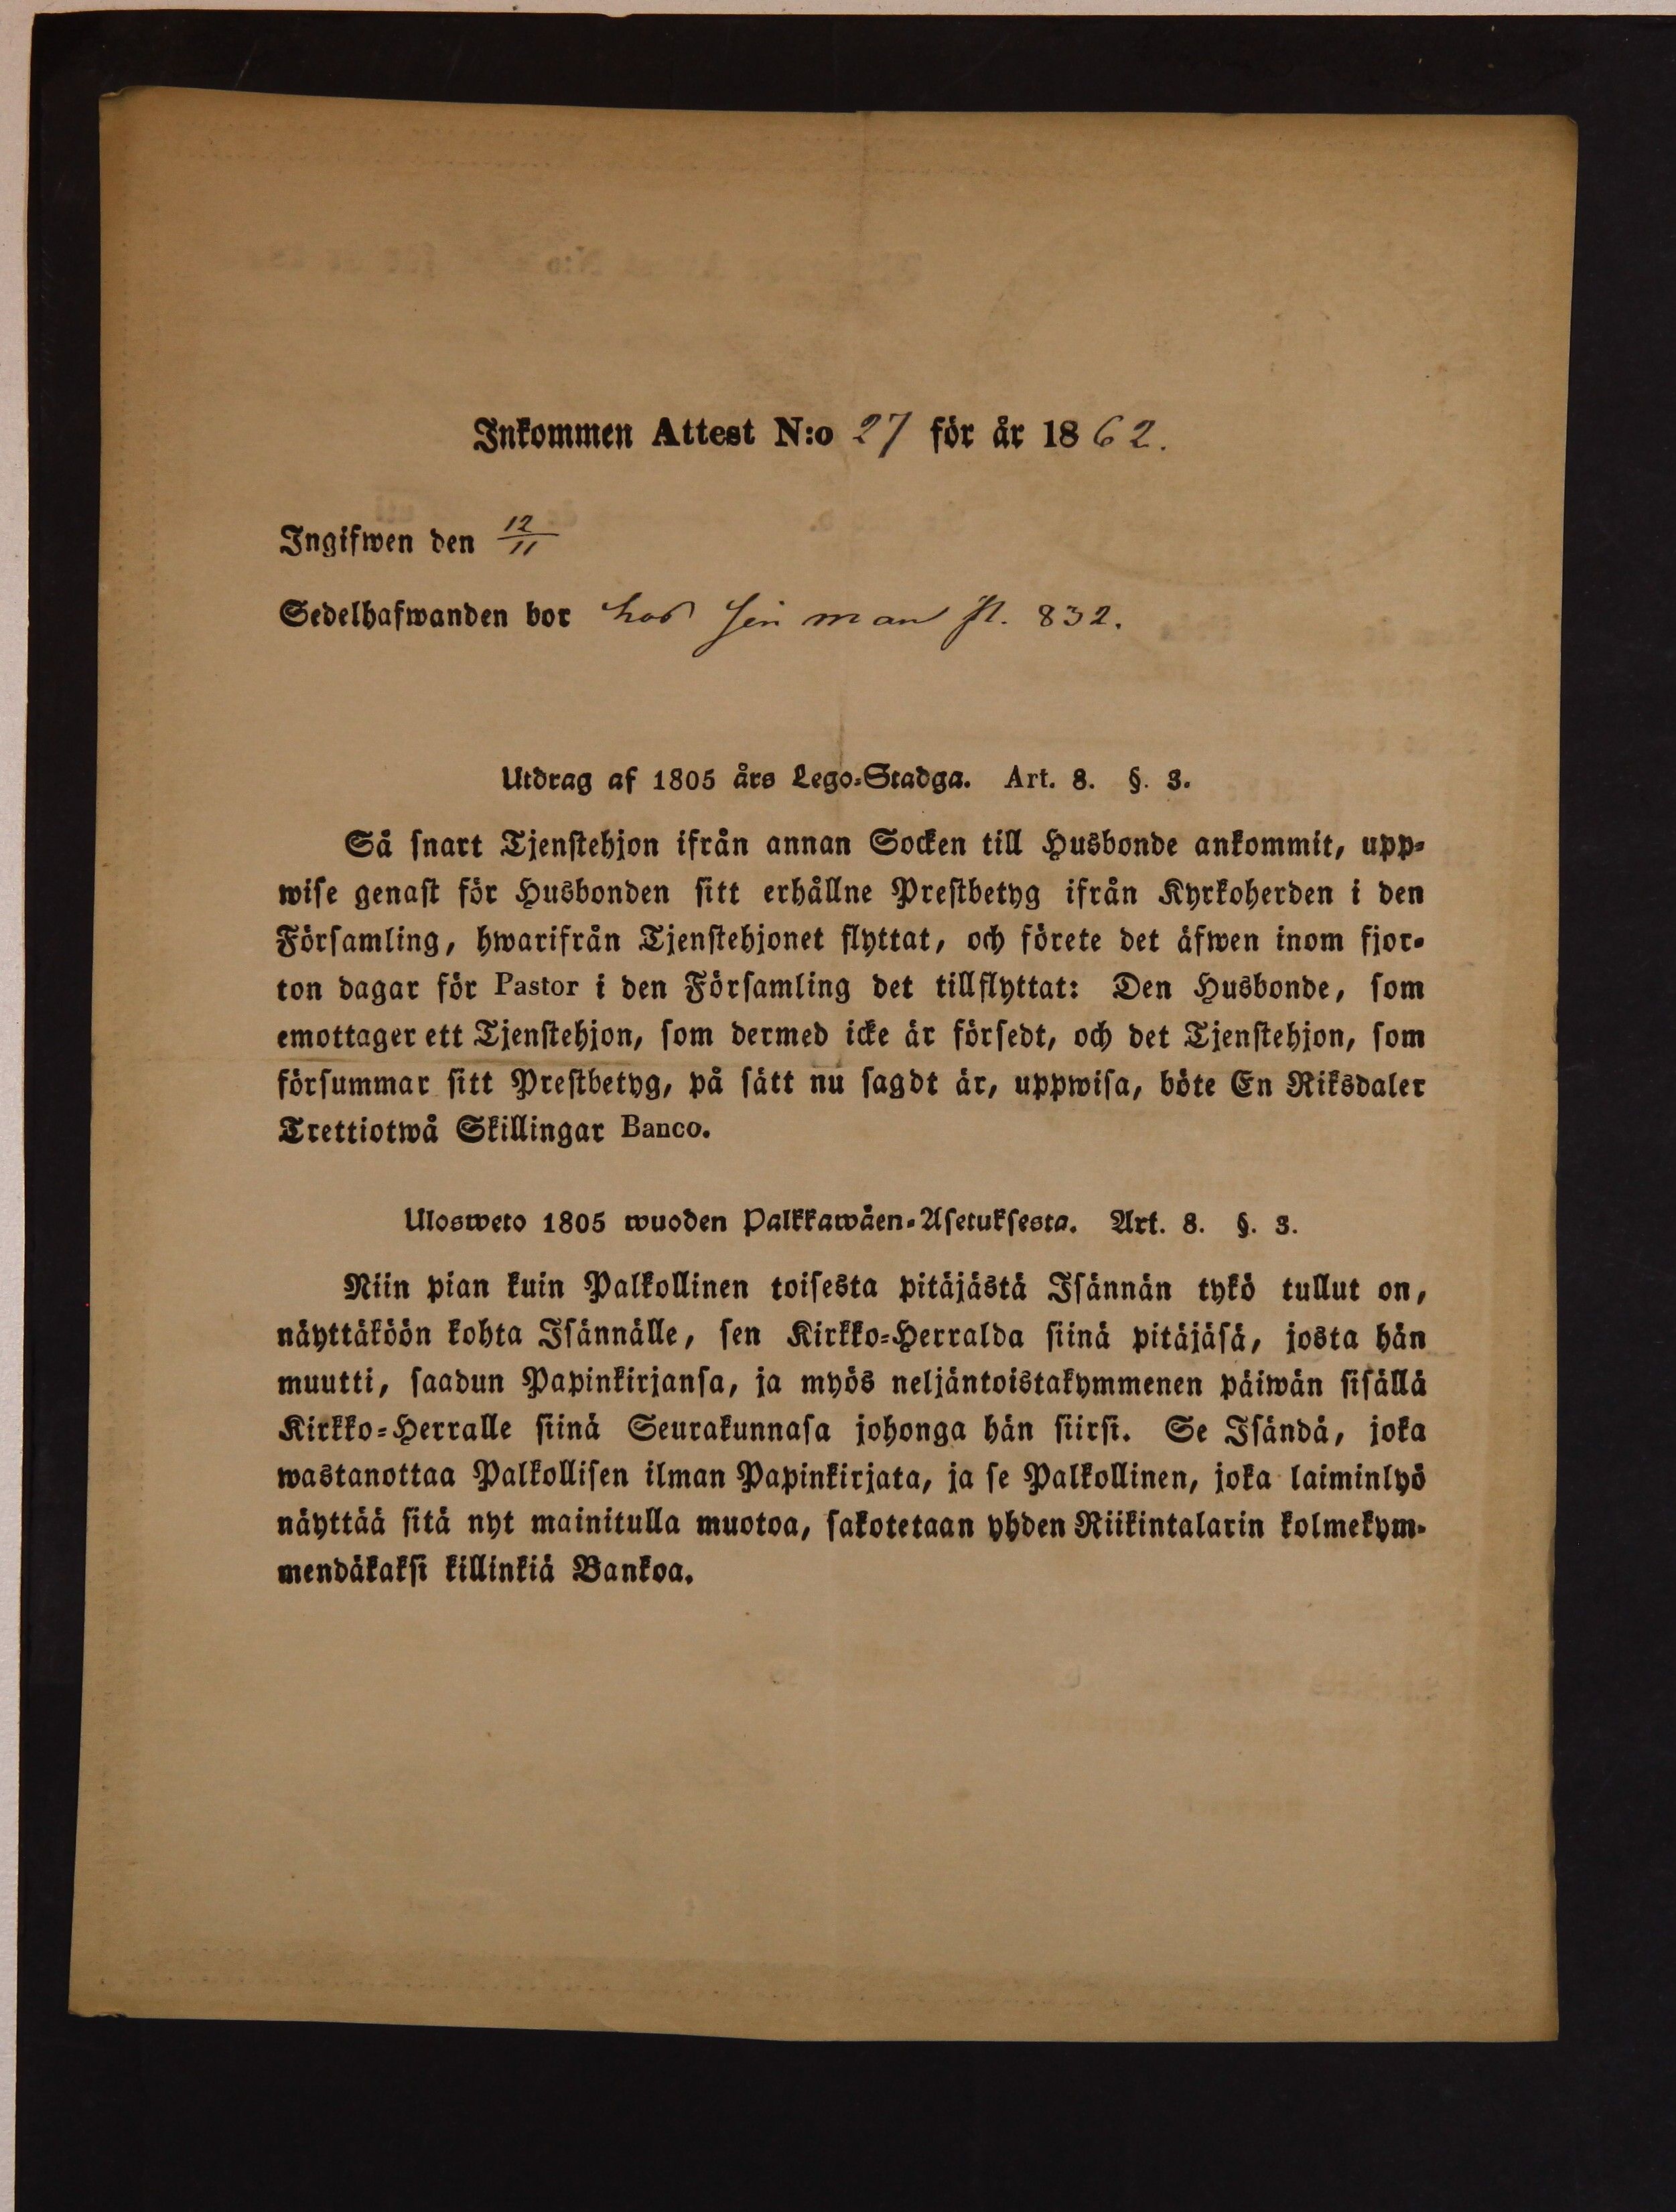 Inkommen Attest N:o 27 för år 1862.
Ingifwen den 12/11
Sedelhafwanden bor hos sin man pl. 832.
Utdrag af 1805 års Lego-Stadga. Art. 8. §. 3.
Så snart Tjenstehjon ifrån annan Socken till Husbonde ankommit, upp-
wise genast för Husbonden sitt erhållne Prestbetyg ifrån Kyrkoherden i den
Församling, hwarifrån Tjenstehjonet flyttat, och förete det äfwen inom fjor-
ton dagar för Pastor i den Församling det tillflyttat: Den Husbonde, som
emottager ett Tjenstehjon, som dermed icke är försedt, och det Tjenstehjon, som
försummar sitt Prestbetyg, på sätt nu sagdt är, uppwisa, böte En Riksdaler
Trettiotwå Skillingar Banco.
Ulosweto 1805 wuoden Palkkawäen-Asetuksesta. Art. 8. §. 3.
Niin pian kuin Palkollinen toisesta pitäjästä Isännän tykö tullut on,
näyttäköön kohta Isännälle, sen Kirkko-Herralda siinä pitäjäsä, josta hän
muutti, saadun Papinkirjansa, ja myös neljäntoistakymmenen päiwän sisällä
Kirkko-Herralle siinä Seurakunnasa johonga hän siirsi. Se Isändä, joka
wastanottaa Palkollisen ilman Papinkirjata, ja se Palkollinen, joka laiminlyö
näyttää sitä nyt mainitulla muotoa, sakotetaan yhden Riikintalarin kolmekym-
mendäkaksi killinkiä Bankoa.